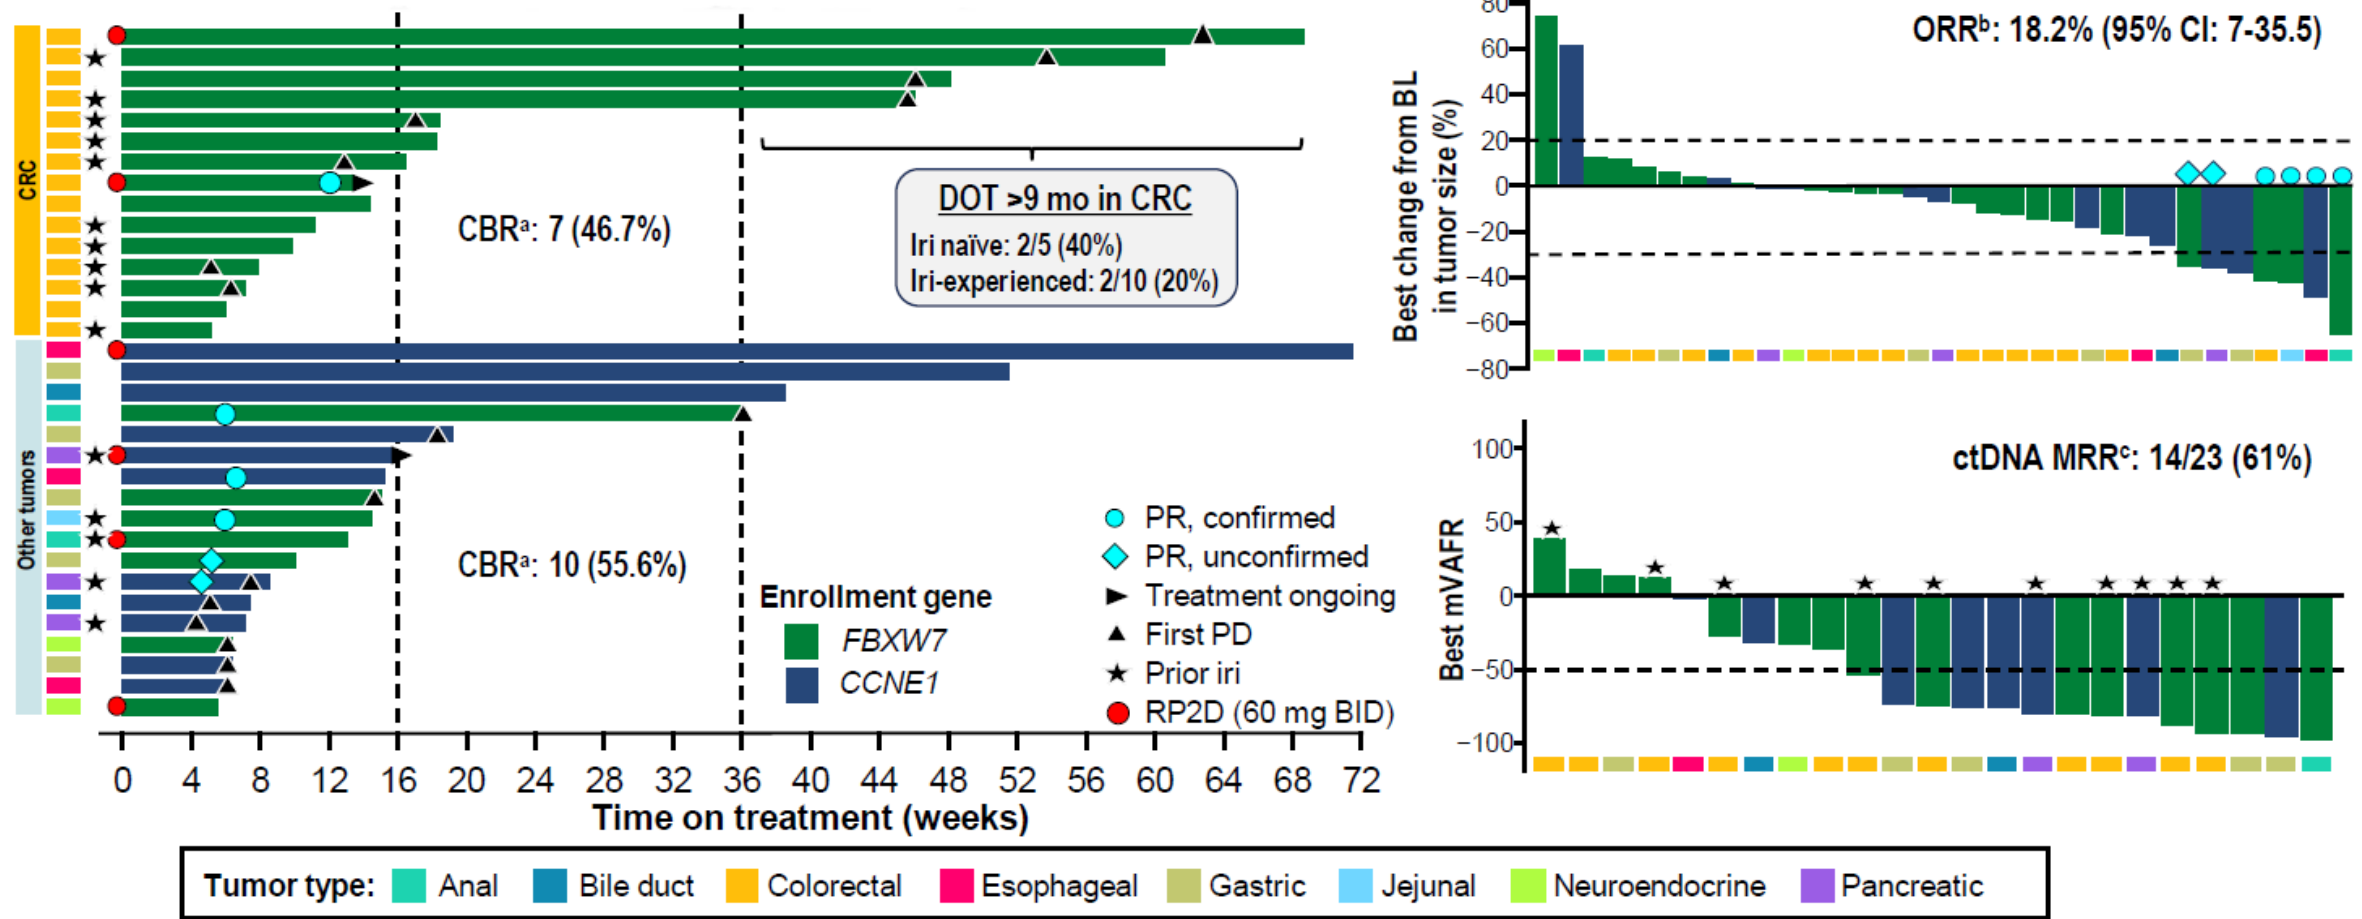 CRC
Other tumors
CBRᵃ: 7 (46.7%)
DOT >9 mo in CRC
Iri naïve: 2/5 (40%)
Iri-experienced: 2/10 (20%)
CBRᵃ: 10 (55.6%)
Enrollment gene
FBXW7
CCNE1
PR, confirmed
PR, unconfirmed
Treatment ongoing
First PD
Prior iri
RP2D (60 mg BID)
0 4 8 12 16 20 24 28 32 36 40 44 48 52 56 60 64 68 72
Time on treatment (weeks)
ORRᵇ: 18.2% (95% CI: 7-35.5)
Best change from BL
in tumor size (%)
80
60
40
20
0
−20
−40
−60
−80
ctDNA MRRᶜ: 14/23 (61%)
Best mVAFR
100
50
0
−50
−100
Tumor type: Anal Bile duct Colorectal Esophageal Gastric Jejunal Neuroendocrine Pancreatic